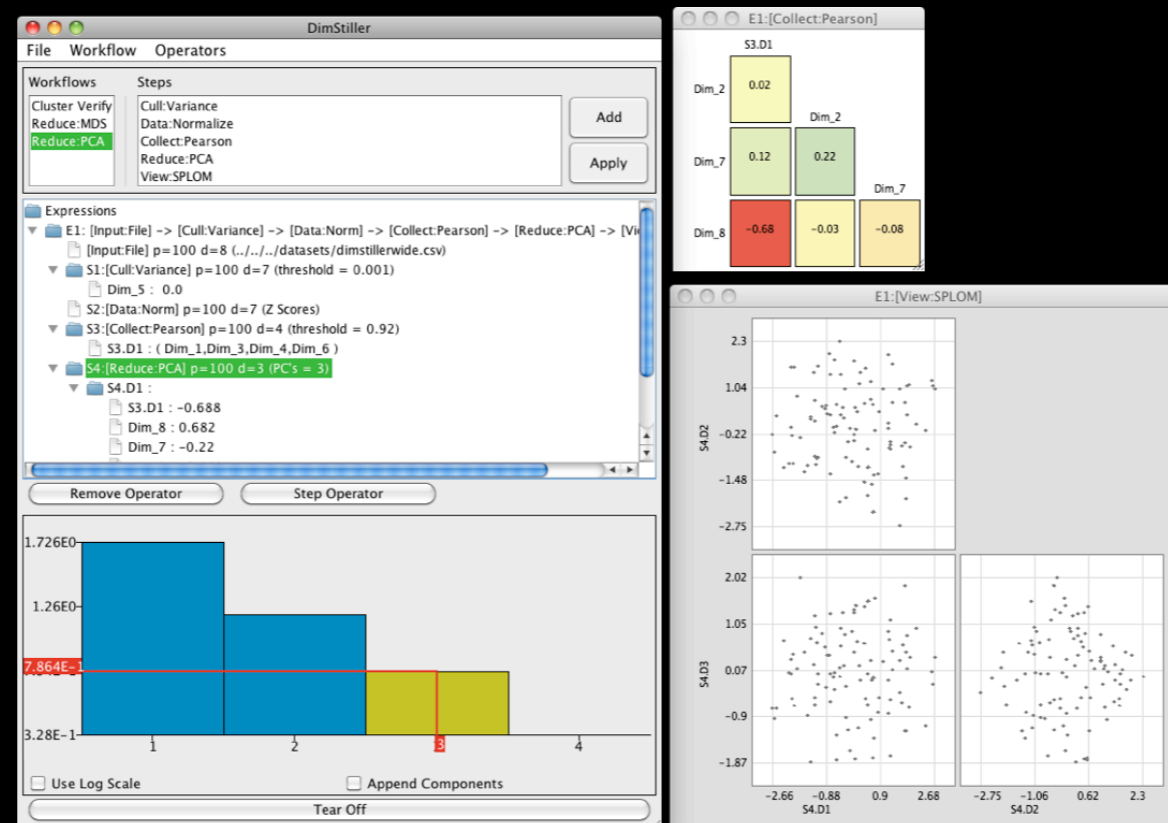 DimStiller
File Workflow Operators
Workflows Steps
Cluster Verify
Reduce:MDS
Reduce:PCA
Cull:Variance
Data:Normalize
Collect:Pearson
Reduce:PCA
View:SPLOM
Add
Apply
Expressions
E1: [Input:File] -> [Cull:Variance] -> [Data:Norm] -> [Collect:Pearson] -> [Reduce:PCA] -> [Vi
[Input:File] p=100 d=8 (../../../datasets/dimstillerwide.csv)
S1:[Cull:Variance] p=100 d=7 (threshold = 0.001)
Dim_5 : 0.0
S2:[Data:Norm] p=100 d=7 (Z Scores)
S3:[Collect:Pearson] p=100 d=4 (threshold = 0.92)
S3.D1 : ( Dim_1,Dim_3,Dim_4,Dim_6 )
S4:[Reduce:PCA] p=100 d=3 (PC's = 3)
S4.D1 :
S3.D1 : -0.688
Dim_8 : 0.682
Dim_7 : -0.22
Remove Operator Step Operator
1.726E0
1.26E0
7.864E-1
3.28E-1
1 2 3 4
Use Log Scale Append Components
Tear Off
E1:[Collect:Pearson]
S3.D1
Dim_2 0.02
Dim_2
Dim_7 0.12 0.22
Dim_7
Dim_8 -0.68 -0.03 -0.08
E1:[View:SPLOM]
2.3
1.04
S4.D2
-0.22
-1.48
-2.75
2.02
1.05
S4.D3
0.07
-0.9
-1.87
-2.66 -0.88 0.9 2.68 -2.75 -1.06 0.62 2.3
S4.D1 S4.D2